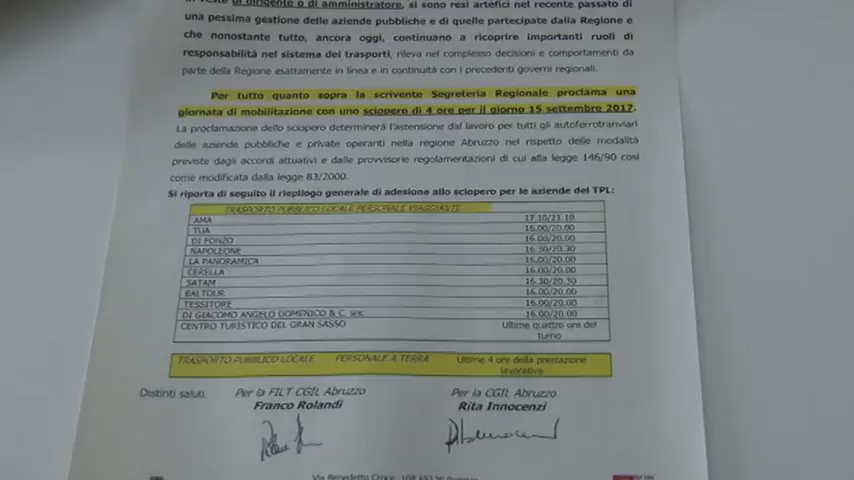 di dirigente o di amministratore, si sono resi artefici nel recente passato di
una pessima gestione delle aziende pubbliche e di quelle partecipate dalla Regione e
che nonostante tutto, ancora oggi, continuano a ricoprire importanti ruoli di
responsabilità nel sistema dei trasporti, rileva nel complesso decisioni e comportamenti da
parte della Regione esattamente in linea e in continuità con i precedenti governi regionali.
Per tutto quanto sopra la scrivente Segreteria Regionale proclama una
giornata di mobilitazione con uno sciopero di 4 ore per il giorno 15 settembre 2017.
La proclamazione dello sciopero determinerà l'astensione dal lavoro per tutti gli autoferrotranvieri
delle aziende pubbliche e private operanti nella regione Abruzzo nel rispetto delle modalità
previste dagli accordi attuativi e dalle provvisorie regolamentazioni di cui alla legge 146/90 così
come modificata dalla legge 83/2000.
Si riporta di seguito il riepilogo generale di adesione allo sciopero per le aziende del TPL:
TRASPORTO PUBBLICO LOCALE PERSONALE VIAGGIANTE
AMA 17.10/21.10
TUA 16.00/20.00
DI FONZO 16.00/20.00
NAPOLEONE 16.30/20.30
LA PANORAMICA 16.00/20.00
CERELLA 16.00/20.00
SATAM 16.30/20.30
BALTOUR 16.00/20.00
TESSITORE 16.00/20.00
DI GIACOMO ANGELO DOMENICO & C. snc 16.00/20.00
CENTRO TURISTICO DEL GRAN SASSO Ultime quattro ore del
turno
TRASPORTO PUBBLICO LOCALE PERSONALE A TERRA Ultime 4 ore della prestazione
lavorativa
Distinti saluti. Per la FILT CGIL Abruzzo Per la CGIL Abruzzo
Franco Rolandi Rita Innocenzi
Via Benedetto Croce, 108 65126 Pescara